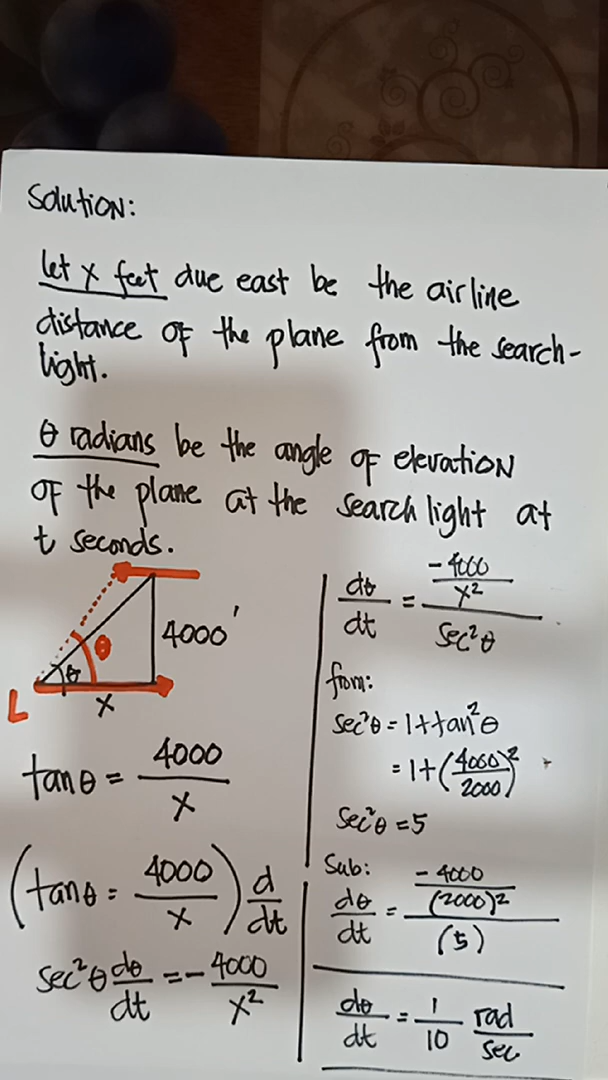 Solution:
let x feet due east be the airline
distance of the plane from the search-
light.
θ radians be the angle of elevation
of the plane at the search light at
t seconds.
4000'
θ
θ
L
x
tanθ = 4000/x
(tanθ = 4000/x) d/dt
sec²θ dθ/dt = - 4000/x²
dθ/dt = (-4000/x²)/(sec²θ)
from:
sec²θ = 1+tan²θ
= 1+(4000/2000)²
sec²θ = 5
Sub:
dθ/dt = (-4000/(2000)²)/(5)
dθ/dt = 1/10 rad/sec